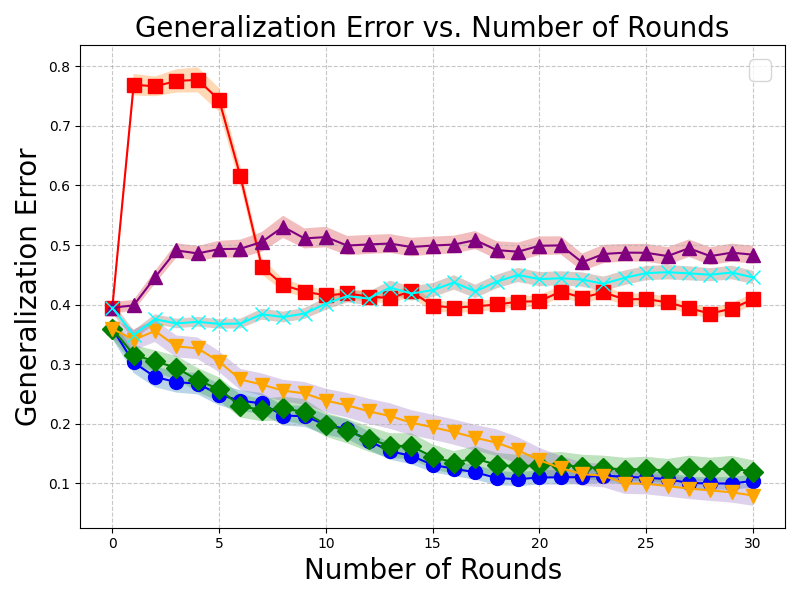 Generalization Error vs. Number of Rounds
Generalization Error
0.8
0.7
0.6
0.5
0.4
0.3
0.2
0.1
0 5 10 15 20 25 30
Number of Rounds